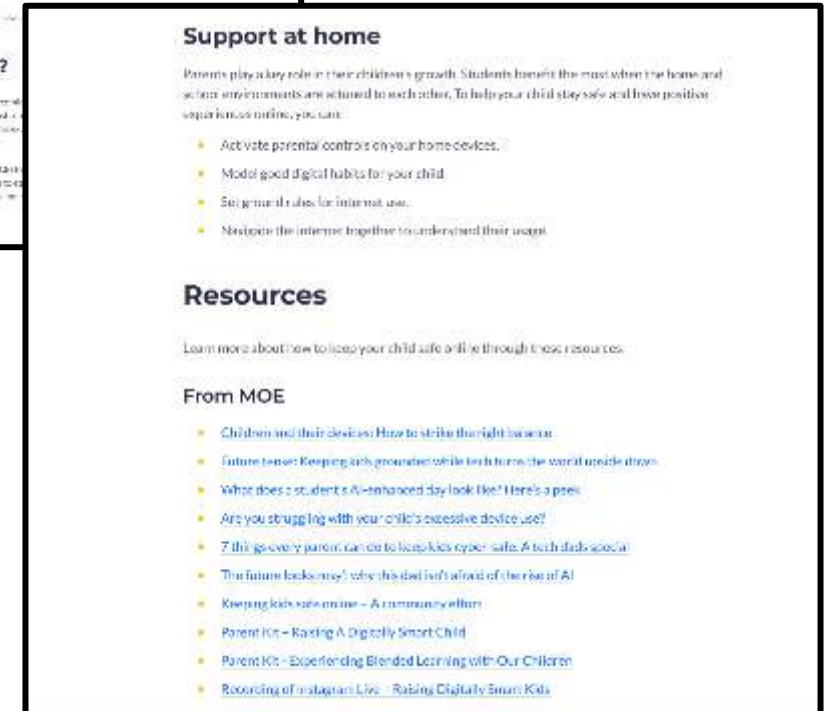 ?
Support at home
Parents play a key role in their children's growth. Students benefit the most when the home and
school environments are attuned to each other. To help your child stay safe and have positive
experiences online, you can:
Activate parental controls on your home devices.
Model good digital habits for your child.
Set ground rules for internet use.
Navigate the internet together to understand their usage.
Resources
Learn more about how to keep your child safe online through these resources.
From MOE
Children and their devices: How to strike the right balance
Future tense: Keeping kids grounded while tech turns the world upside down
What does a student's AI-enhanced day look like? Here's a peek
Are you struggling with your child's excessive device use?
7 things every parent can do to keep kids cyber-safe: A tech dads special
The future looks rosy: why this dad isn't afraid of the rise of AI
Keeping kids safe online – A community effort
Parent Kit – Raising A Digitally Smart Child
Parent Kit - Experiencing Blended Learning with Our Children
Recording of Instagram Live - Raising Digitally Smart Kids